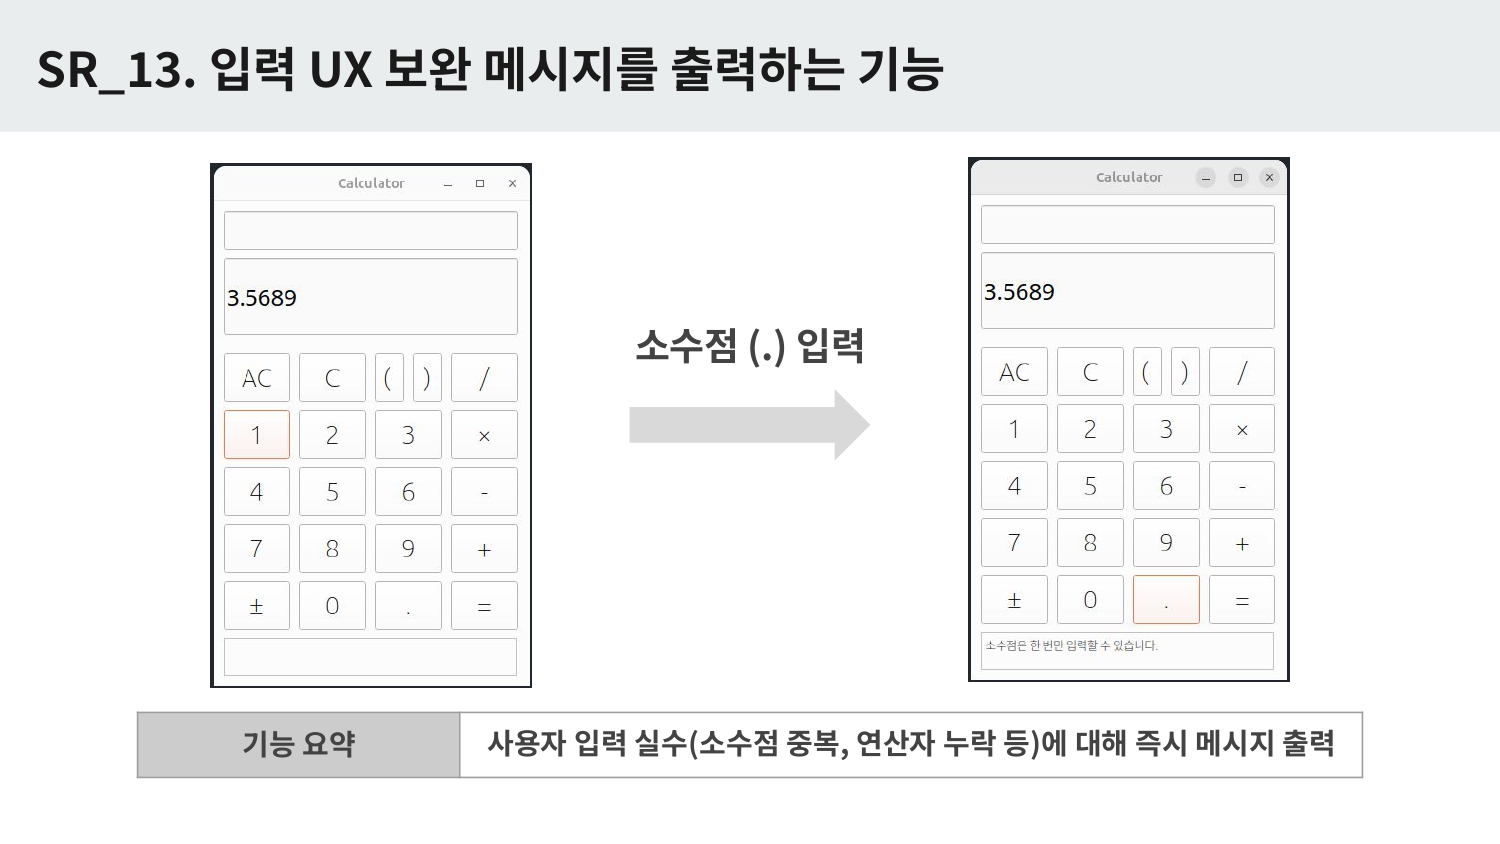 SR_13. 입력 UX 보완 메시지를 출력하는 기능
Calculator
3.5689
AC C ( ) /
1 2 3 ×
4 5 6 -
7 8 9 +
± 0 . =
소수점 (.) 입력
Calculator
3.5689
AC C ( ) /
1 2 3 ×
4 5 6 -
7 8 9 +
± 0 . =
소수점은 한 번만 입력할 수 있습니다.
기능 요약
사용자 입력 실수(소수점 중복, 연산자 누락 등)에 대해 즉시 메시지 출력